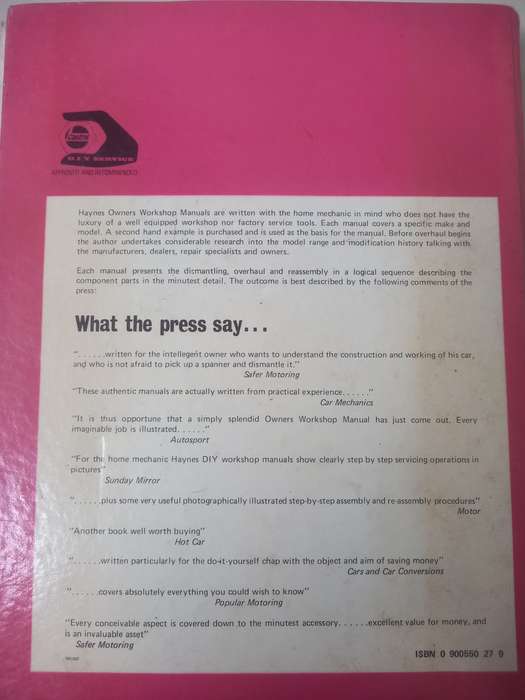 Castrol
D.I.Y SERVICE
APPROVED AND RECOMMENDED
Haynes Owners Workshop Manuals are written with the home mechanic in mind who does not have the
luxury of a well equipped workshop nor factory service tools. Each manual covers a specific make and
model. A second hand example is purchased and is used as the basis for the manual. Before overhaul begins
the author undertakes considerable research into the model range and modification history talking with
the manufacturers, dealers, repair specialists and owners.
Each manual presents the dismantling, overhaul and reassembly in a logical sequence describing the
component parts in the minutest detail. The outcome is best described by the following comments of the
press:
What the press say...
"......written for the intellegent owner who wants to understand the construction and working of his car,
and who is not afraid to pick up a spanner and dismantle it."
Safer Motoring
"These authentic manuals are actually written from practical experience......"
Car Mechanics
"It is thus opportune that a simply splendid Owners Workshop Manual has just come out. Every
imaginable job is illustrated......"
Autosport
"For the home mechanic Haynes DIY workshop manuals show clearly step by step servicing operations in
pictures"
Sunday Mirror
"......plus some very useful photographically illustrated step-by-step assembly and re-assembly procedures"
Motor
"Another book well worth buying"
Hot Car
"......written particularly for the do-it-yourself chap with the object and aim of saving money"
Cars and Car Conversions
"......covers absolutely everything you could wish to know"
Popular Motoring
"Every conceivable aspect is covered down to the minutest accessory......excellent value for money, and
is an invaluable asset"
Safer Motoring
ISBN 0 900550 27 9